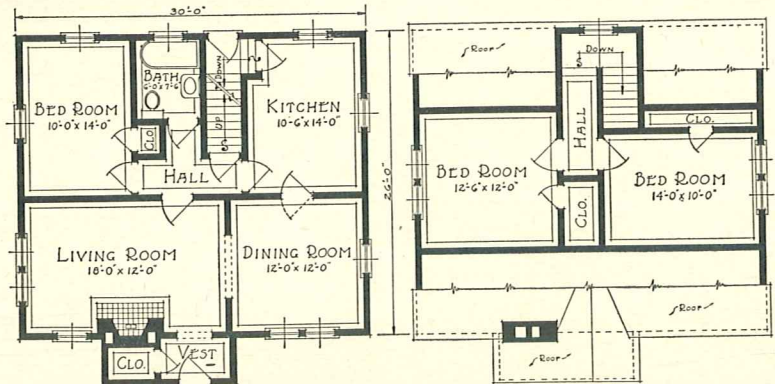 30'-0"
BED ROOM
10'-0" x 14'-0"
BATH
6'-0" x 7'-6"
DOWN
UP
KITCHEN
10'-6" x 14'-0"
CLO.
HALL
LIVING ROOM
18'-0" x 12'-0"
DINING ROOM
12'-0" x 12'-0"
CLO.
VEST
26'-0"
ROOF
DOWN
ROOF
CLO.
HALL
BED ROOM
12'-6" x 12'-0"
BED ROOM
14'-0" x 10'-0"
CLO.
ROOF
ROOF